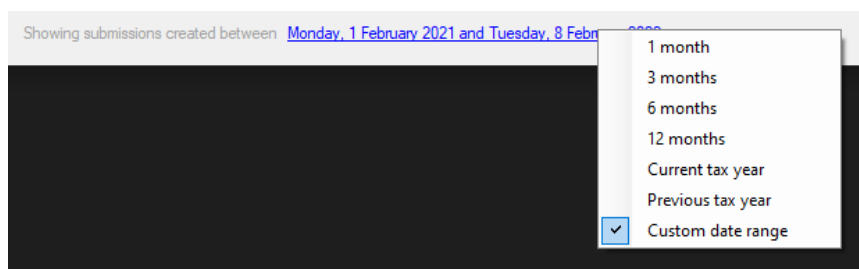 Showing submissions created between Monday, 1 February 2021 and Tuesday, 8
1 month
3 months
6 months
12 months
Current tax year
Previous tax year
Custom date range